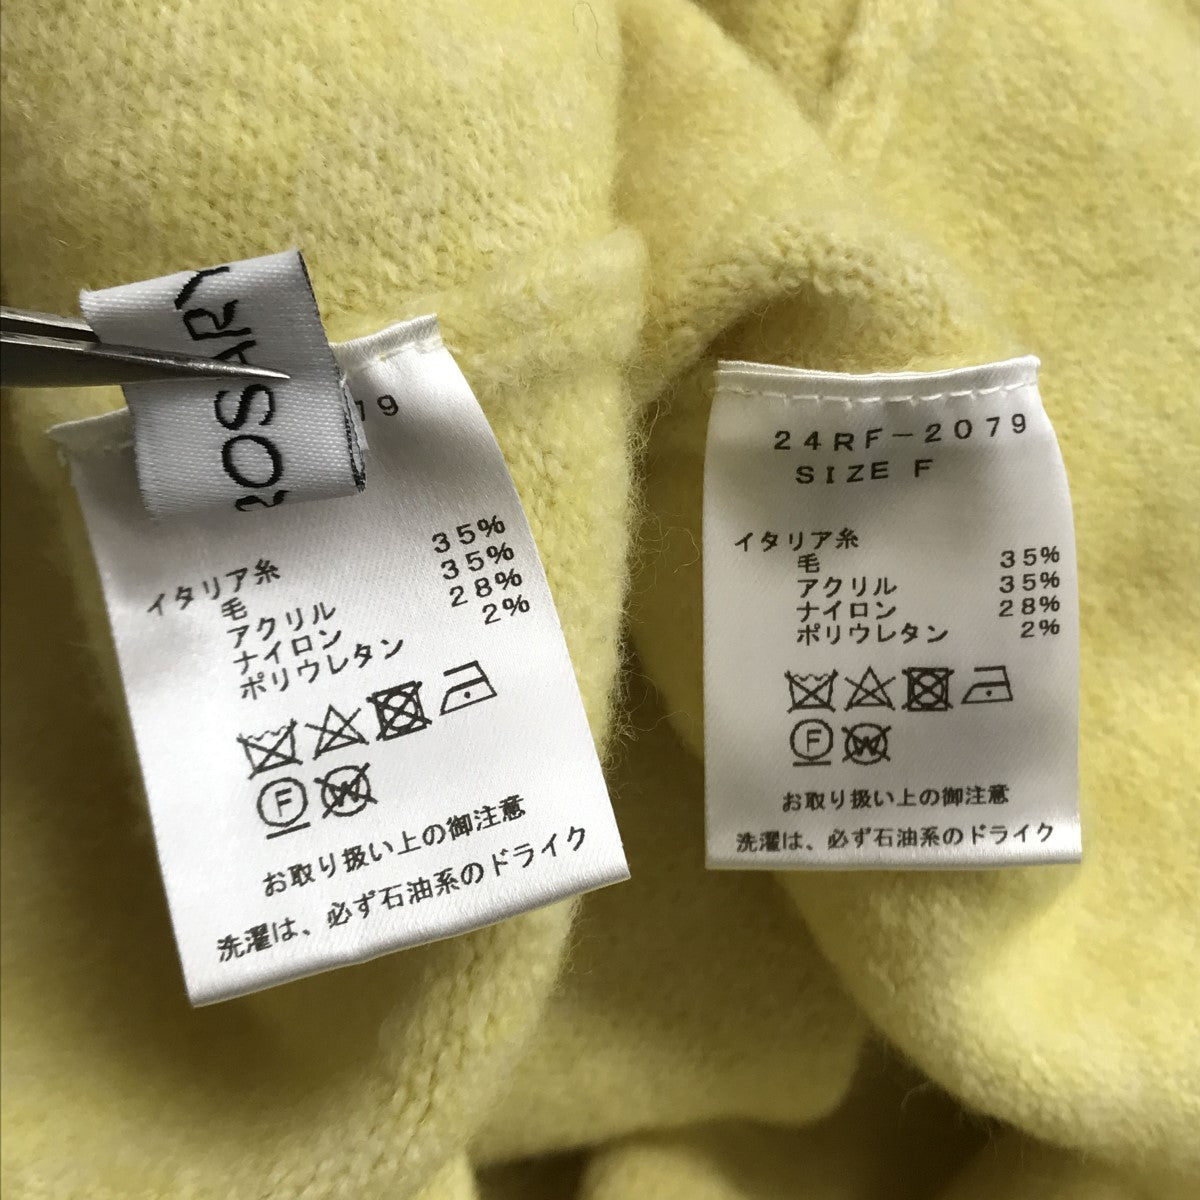 ROSARY
79
イタリア糸
毛 35%
アクリル 35%
ナイロン 28%
ポリウレタン 2%
F
W
お取り扱い上の御注意
洗濯は、必ず石油系のドライク
24RF-2079
SIZE F
イタリア糸
毛 35%
アクリル 35%
ナイロン 28%
ポリウレタン 2%
F
W
お取り扱い上の御注意
洗濯は、必ず石油系のドライク